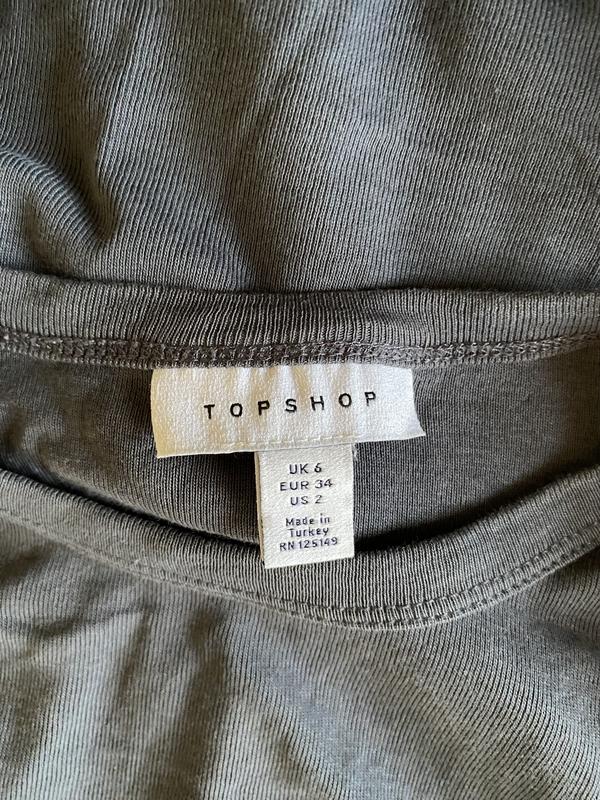 TOPSHOP
UK 6
EUR 34
US 2
Made in
Turkey
RN 125149